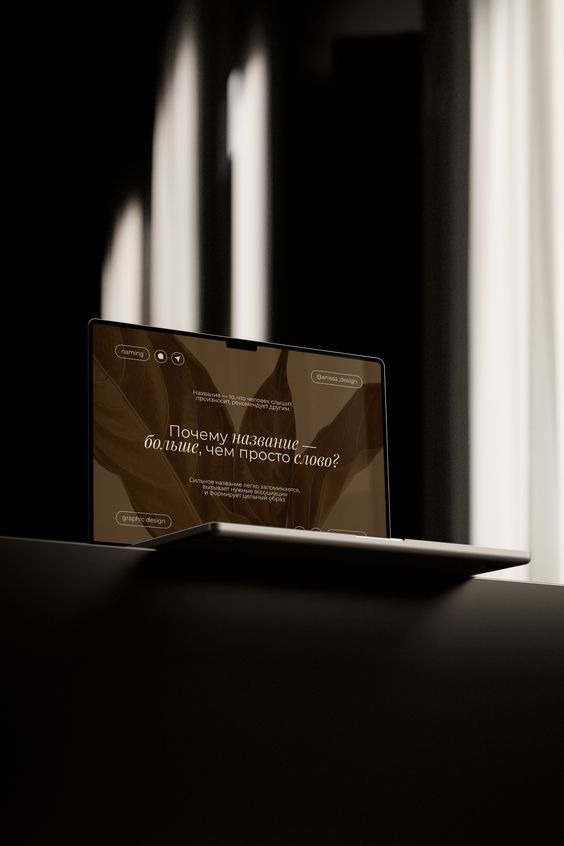 naming
@anissa_design
Название — то, что человек слышит,
произносит, рекомендует другим.
Почему название —
больше, чем просто слово?
Сильное название легко запоминается,
вызывает нужные ассоциации
и формирует цельный образ.
graphic design